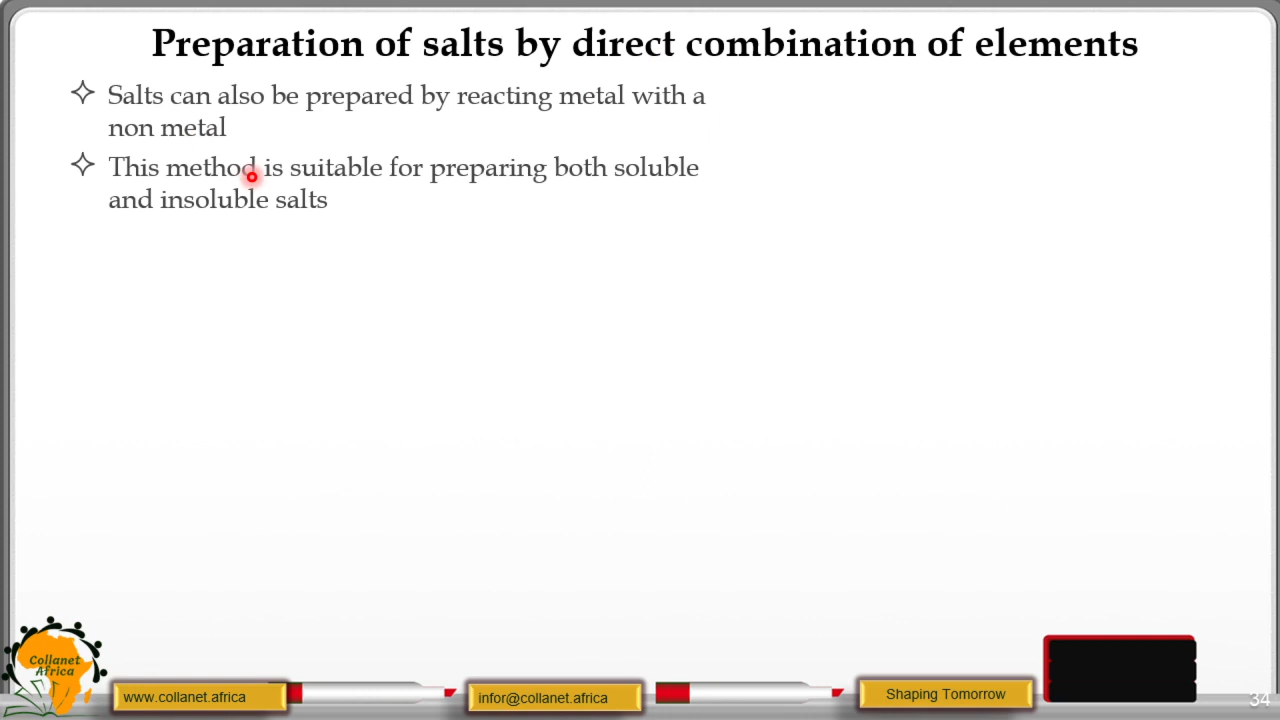 Preparation of salts by direct combination of elements
Salts can also be prepared by reacting metal with a
non metal
This method is suitable for preparing both soluble
and insoluble salts
Collanet
Africa
www.collanet.africa
infor@collanet.africa
Shaping Tomorrow
34